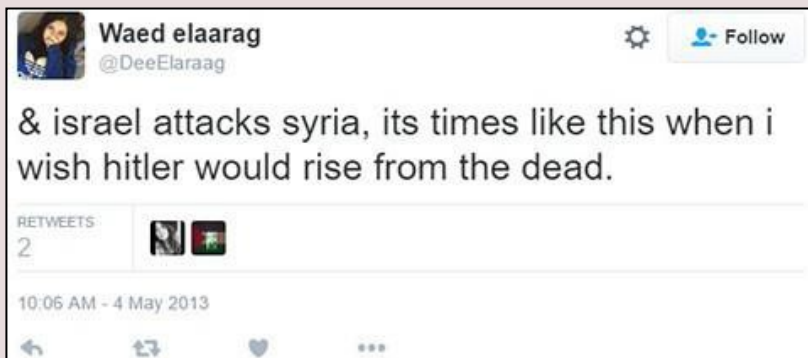 Waed elaarag
Follow
@DeeElaraag
& israel attacks syria, its times like this when i
wish hitler would rise from the dead.
RETWEETS
2
10:06 AM - 4 May 2013